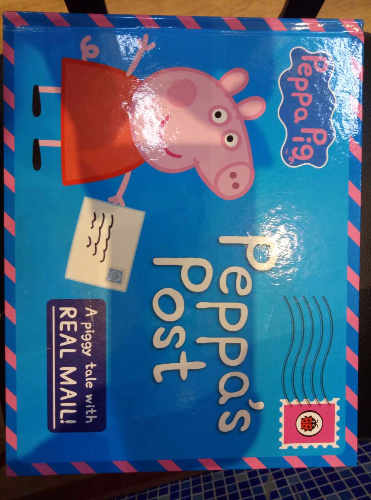 Peppa Pig
Peppa's
Post
A piggy tale with
REAL MAIL!